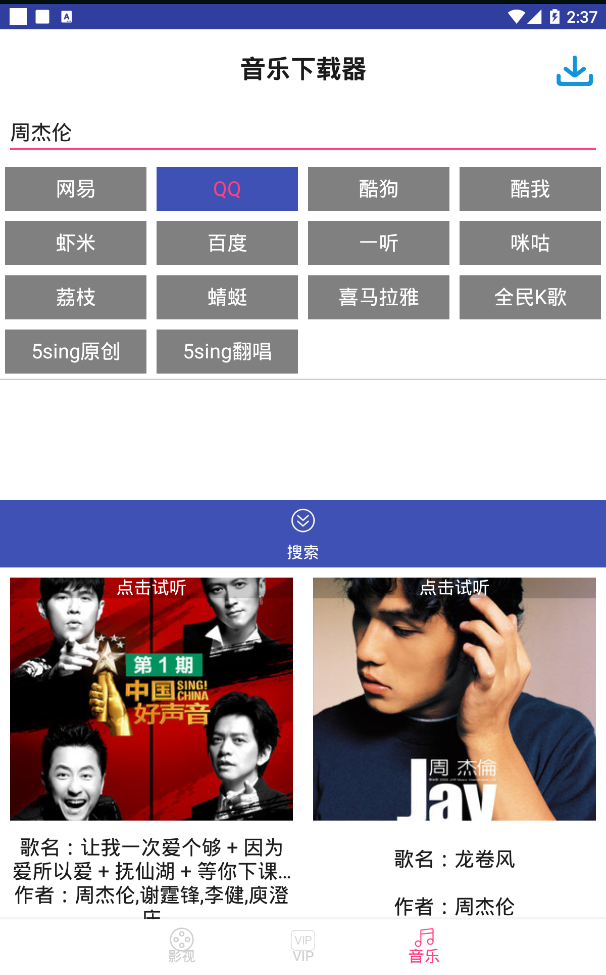 2:37
音乐下载器
周杰伦
网易
QQ
酷狗
酷我
虾米
百度
一听
咪咕
荔枝
蜻蜓
喜马拉雅
全民K歌
5sing原创
5sing翻唱
搜索
点击试听
第1期
中国 SING! CHINA
好声音
歌名：让我一次爱个够 + 因为
爱所以爱 + 抚仙湖 + 等你下课...
作者：周杰伦,谢霆锋,李健,庾澄
庆
点击试听
周 杰倫
Jay
歌名：龙卷风
作者：周杰伦
影视
VIP
VIP
音乐